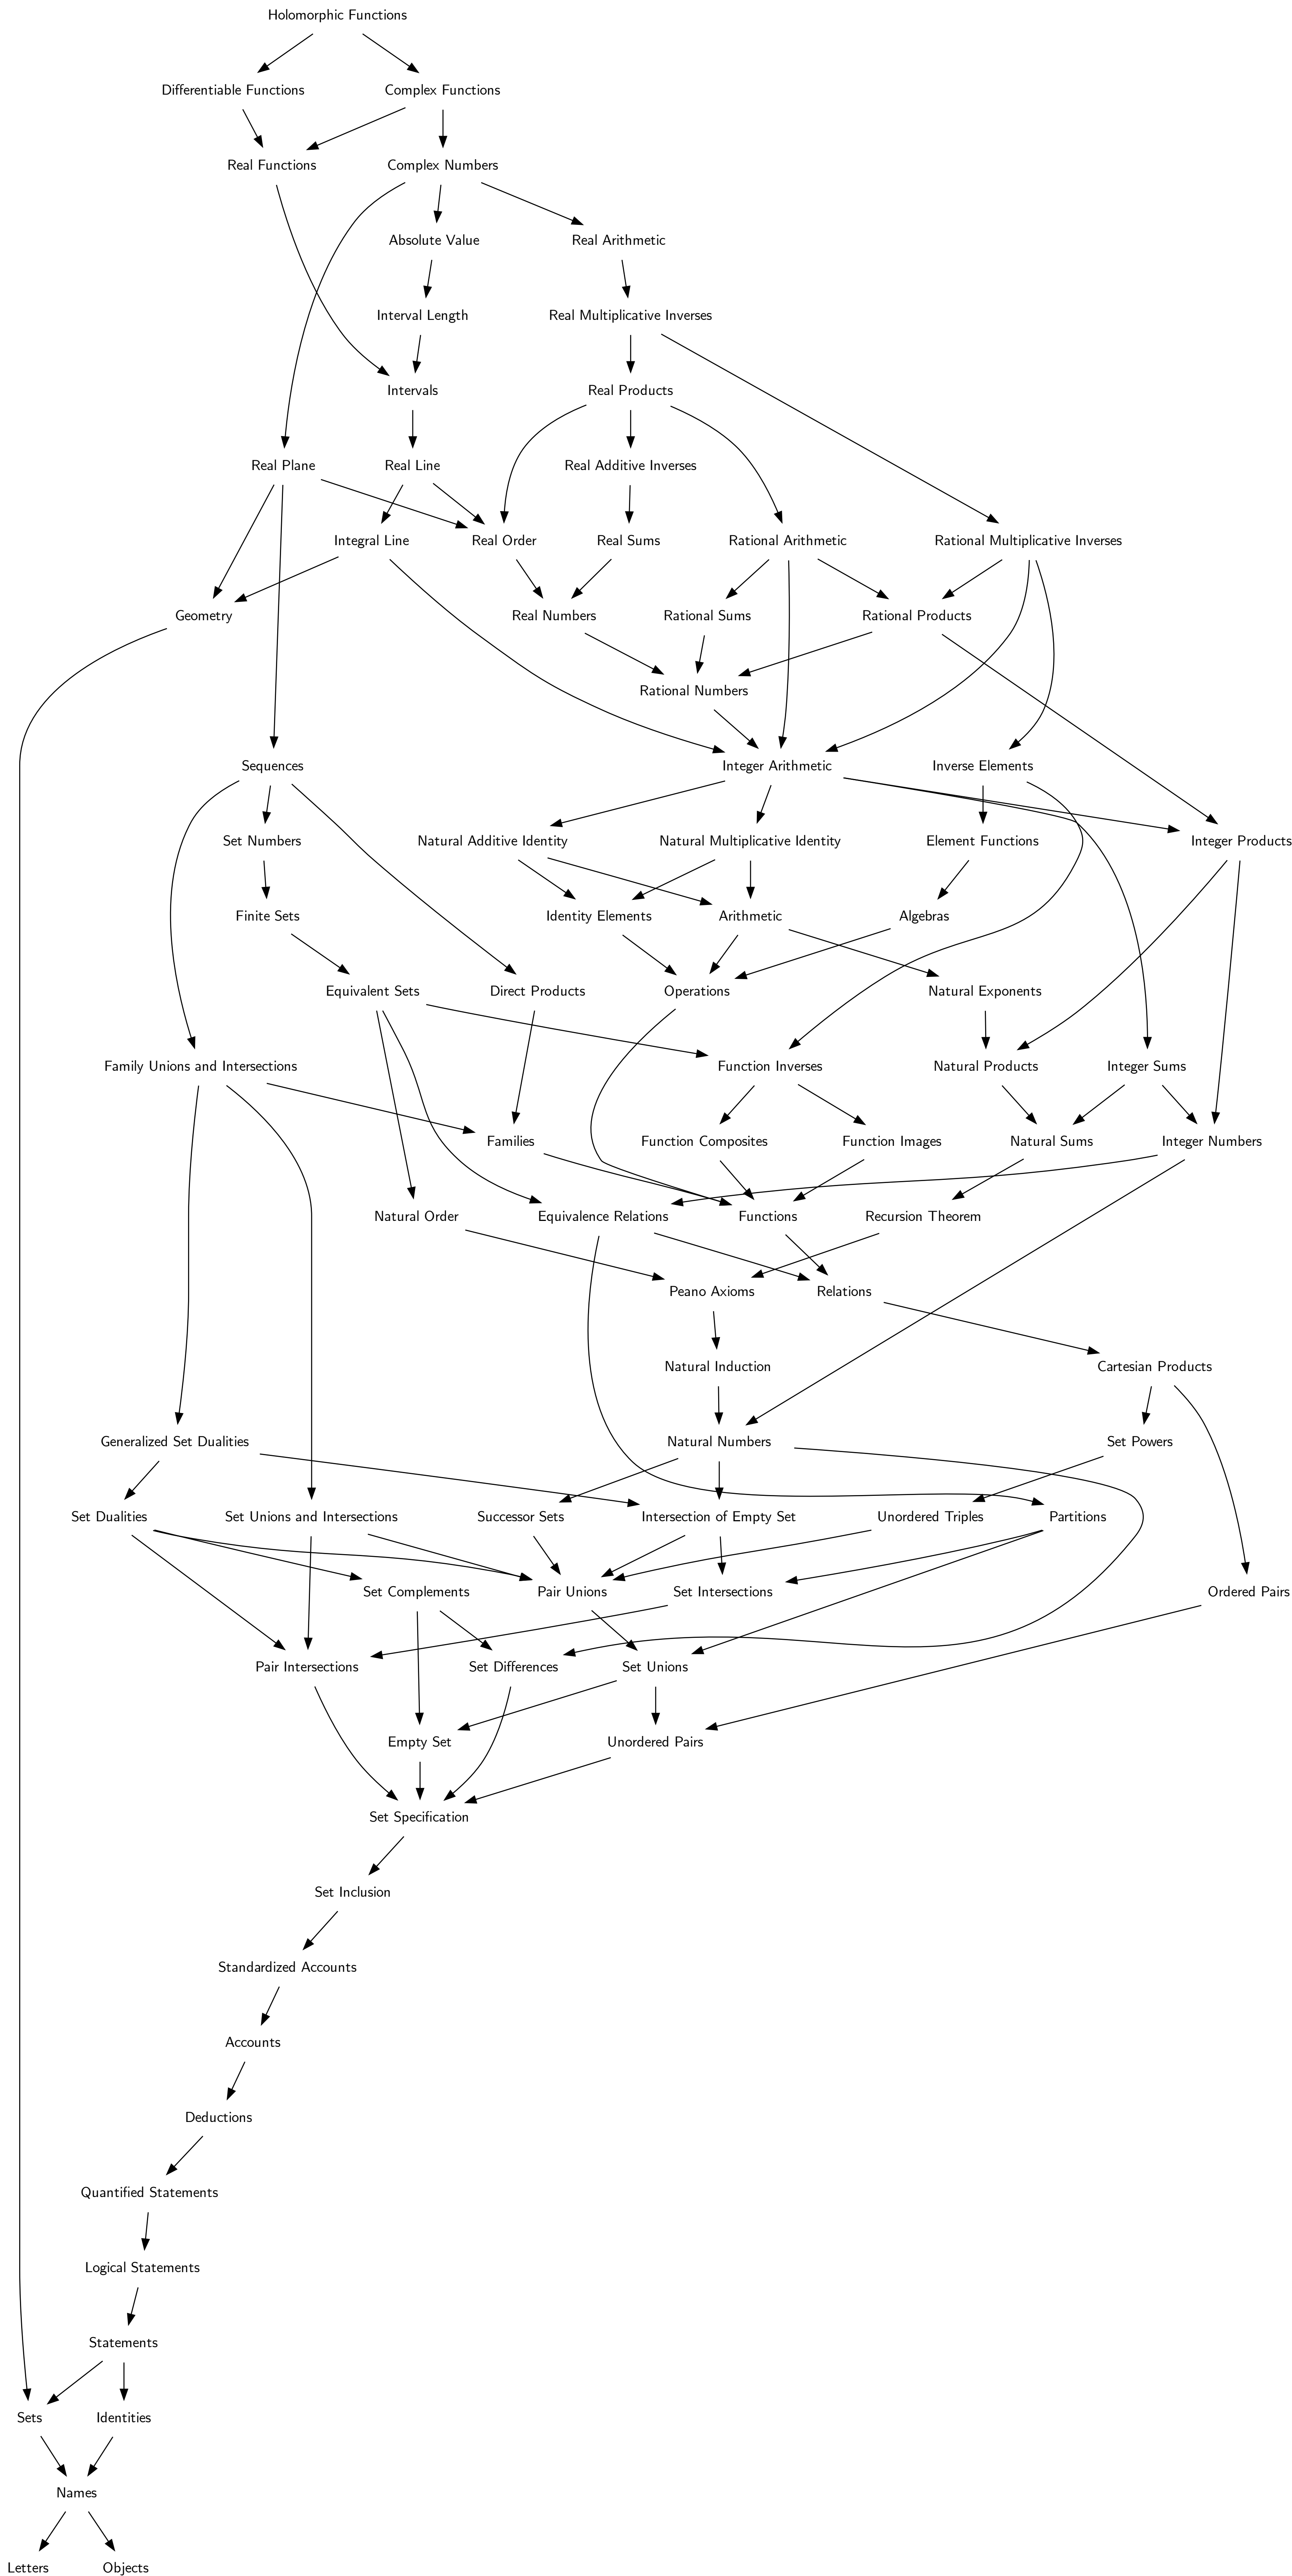 Holomorphic Functions
Differentiable Functions
Complex Functions
Real Functions
Complex Numbers
Absolute Value
Real Arithmetic
Interval Length
Real Multiplicative Inverses
Intervals
Real Products
Real Plane
Real Line
Real Additive Inverses
Integral Line
Real Order
Real Sums
Rational Arithmetic
Rational Multiplicative Inverses
Geometry
Real Numbers
Rational Sums
Rational Products
Rational Numbers
Sequences
Integer Arithmetic
Inverse Elements
Set Numbers
Natural Additive Identity
Natural Multiplicative Identity
Element Functions
Integer Products
Finite Sets
Identity Elements
Arithmetic
Algebras
Equivalent Sets
Direct Products
Operations
Natural Exponents
Family Unions and Intersections
Function Inverses
Natural Products
Integer Sums
Families
Function Composites
Function Images
Natural Sums
Integer Numbers
Natural Order
Equivalence Relations
Functions
Recursion Theorem
Peano Axioms
Relations
Natural Induction
Cartesian Products
Generalized Set Dualities
Natural Numbers
Set Powers
Set Dualities
Set Unions and Intersections
Successor Sets
Intersection of Empty Set
Unordered Triples
Partitions
Set Complements
Pair Unions
Set Intersections
Ordered Pairs
Pair Intersections
Set Differences
Set Unions
Empty Set
Unordered Pairs
Set Specification
Set Inclusion
Standardized Accounts
Accounts
Deductions
Quantified Statements
Logical Statements
Statements
Sets
Identities
Names
Letters
Objects